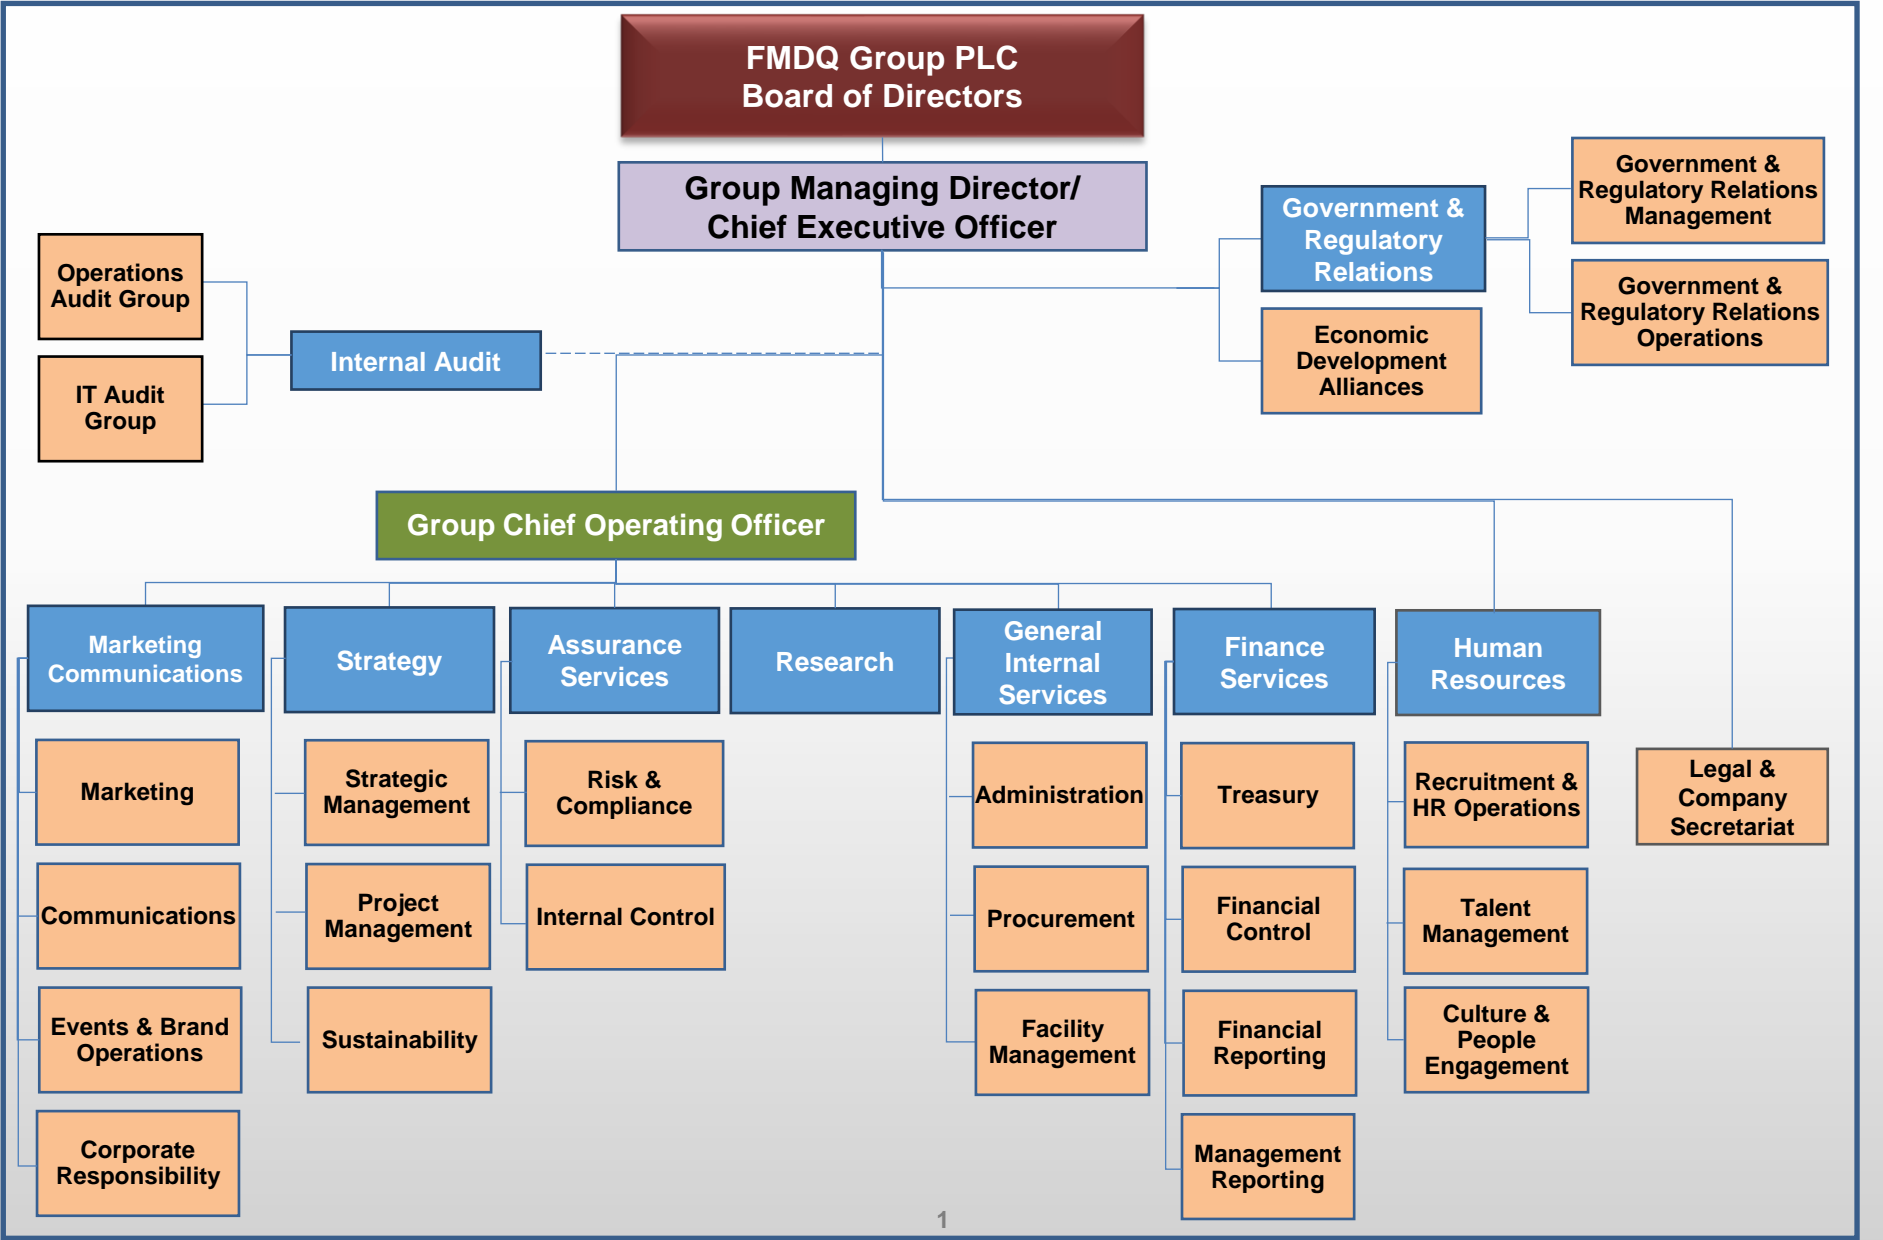 FMDQ Group PLC
Board of Directors
Group Managing Director/
Chief Executive Officer
Government &
Regulatory
Relations
Government &
Regulatory Relations
Management
Government &
Regulatory Relations
Operations
Economic
Development
Alliances
Operations
Audit Group
IT Audit
Group
Internal Audit
Group Chief Operating Officer
Marketing
Communications
Strategy
Assurance
Services
Research
General
Internal
Services
Finance
Services
Human
Resources
Marketing
Communications
Events & Brand
Operations
Corporate
Responsibility
Strategic
Management
Project
Management
Sustainability
Risk &
Compliance
Internal Control
Administration
Procurement
Facility
Management
Treasury
Financial
Control
Financial
Reporting
Management
Reporting
Recruitment &
HR Operations
Talent
Management
Culture &
People
Engagement
Legal &
Company
Secretariat
1